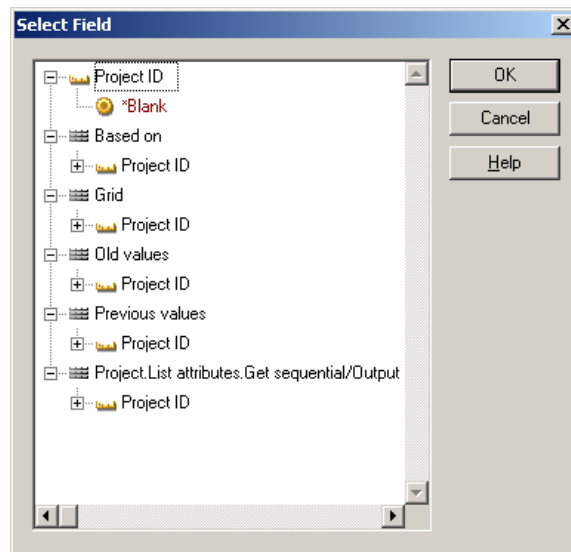 Select Field
Project ID
*Blank
Based on
Project ID
Grid
Project ID
Old values
Project ID
Previous values
Project ID
Project.List attributes.Get sequential/Output
Project ID
OK
Cancel
Help